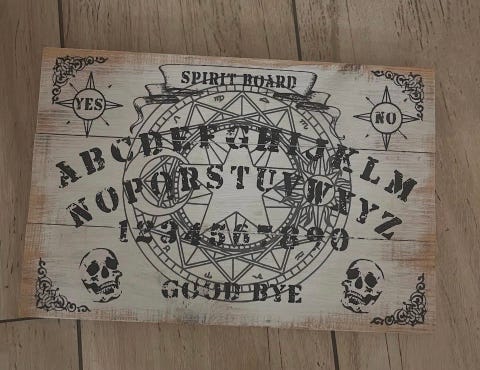 SPIRIT BOARD
YES
NO
ABCDEFGHIJKLM
NOPQRSTUVWXYZ
1234567890
GOOD BYE